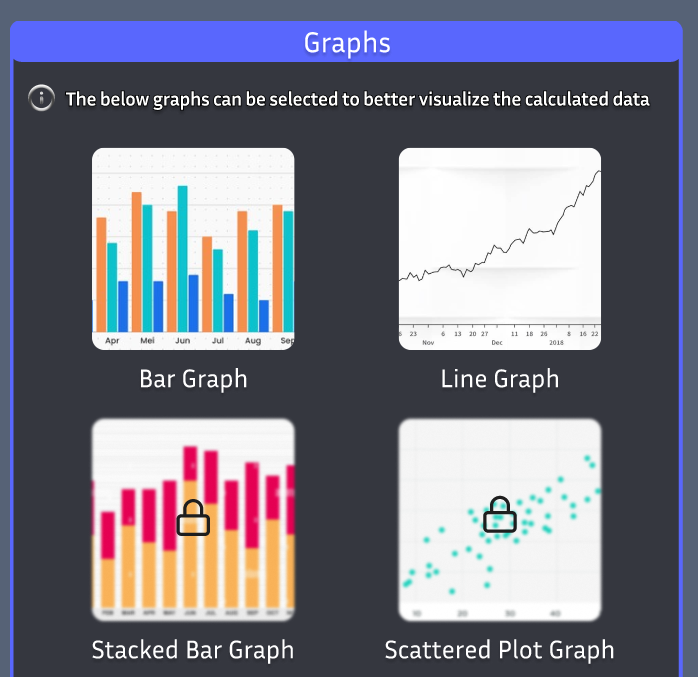 Graphs
The below graphs can be selected to better visualize the calculated data
Apr Mei Jun Jul Aug Sep
23 6 13 20 27 11 18 26 8 16 22
Nov Dec 2018
Bar Graph Line Graph
10 20 30 40
Stacked Bar Graph Scattered Plot Graph